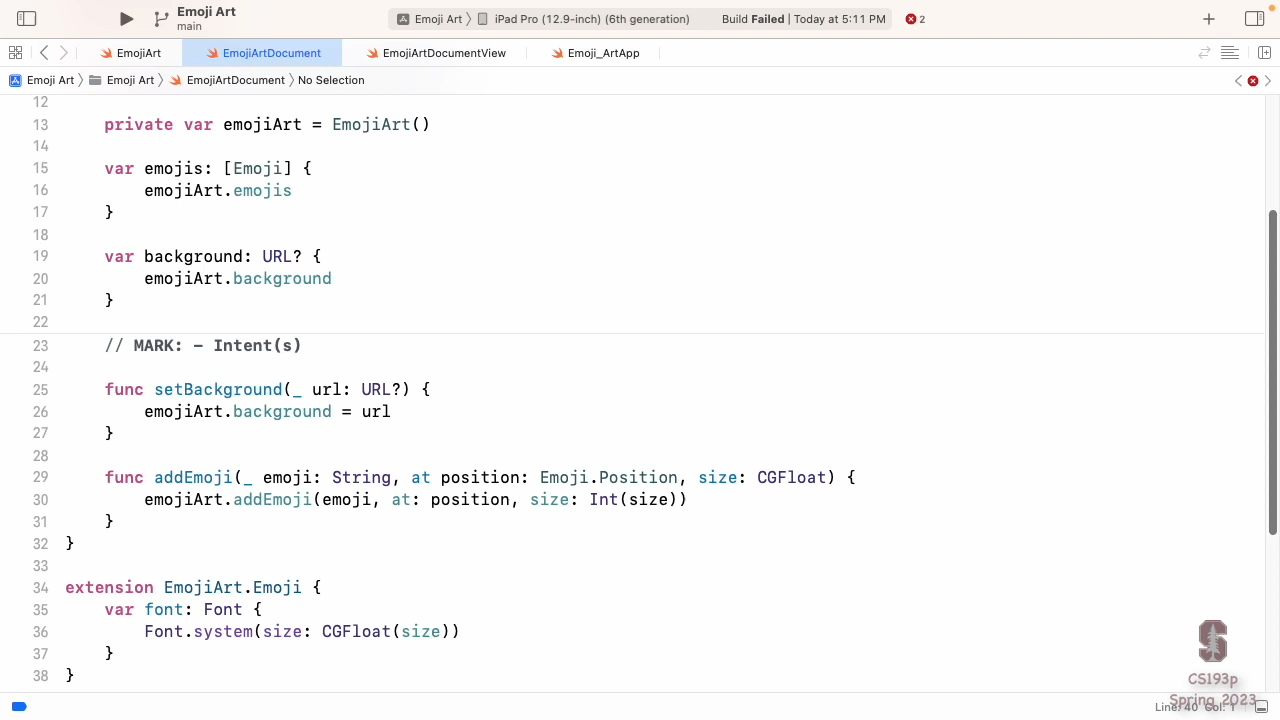 Emoji Art
main
Emoji Art 〉 iPad Pro (12.9-inch) (6th generation) Build Failed | Today at 5:11 PM 2
EmojiArt EmojiArtDocument EmojiArtDocumentView Emoji_ArtApp
Emoji Art 〉 Emoji Art 〉 EmojiArtDocument 〉 No Selection
12
13 private var emojiArt = EmojiArt()
14
15 var emojis: [Emoji] {
16 emojiArt.emojis
17 }
18
19 var background: URL? {
20 emojiArt.background
21 }
22
23 // MARK: - Intent(s)
24
25 func setBackground(_ url: URL?) {
26 emojiArt.background = url
27 }
28
29 func addEmoji(_ emoji: String, at position: Emoji.Position, size: CGFloat) {
30 emojiArt.addEmoji(emoji, at: position, size: Int(size))
31 }
32 }
33
34 extension EmojiArt.Emoji {
35 var font: Font {
36 Font.system(size: CGFloat(size))
37 }
38 }
CS193p
Spring 2023
Line: 40 Col: 1